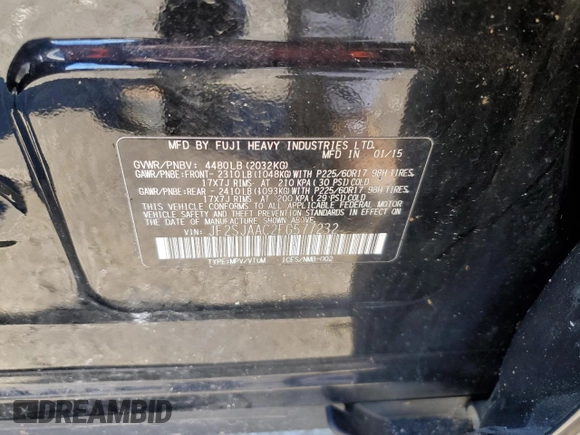 MFD BY FUJI HEAVY INDUSTRIES LTD.
MFD.IN 01/15
GVWR/PNBV: 4480LB(2032KG)
GAWR/PNBE:FRONT-2310LB(1048KG)WITH P225/60R17 98H TIRES,
17X7J RIMS, AT 210 KPA(30 PSI)COLD
GAWR/PNBE:REAR -2410LB(1093KG)WITH P225/60R17 98H TIRES,
17X7J RIMS, AT 200 KPA(29 PSI)COLD
THIS VEHICLE CONFORMS TO ALL APPLICABLE
FEDERAL MOTOR VEHICLE SAFETY STANDARDS
IN EFFECT ON THE DATE OF MANUFACTURE SHOWN ABOVE.
VIN: JF2SJAAC2FG577232
TYPE:MPV/VTUM ICES/NMB-002
DREAMBID